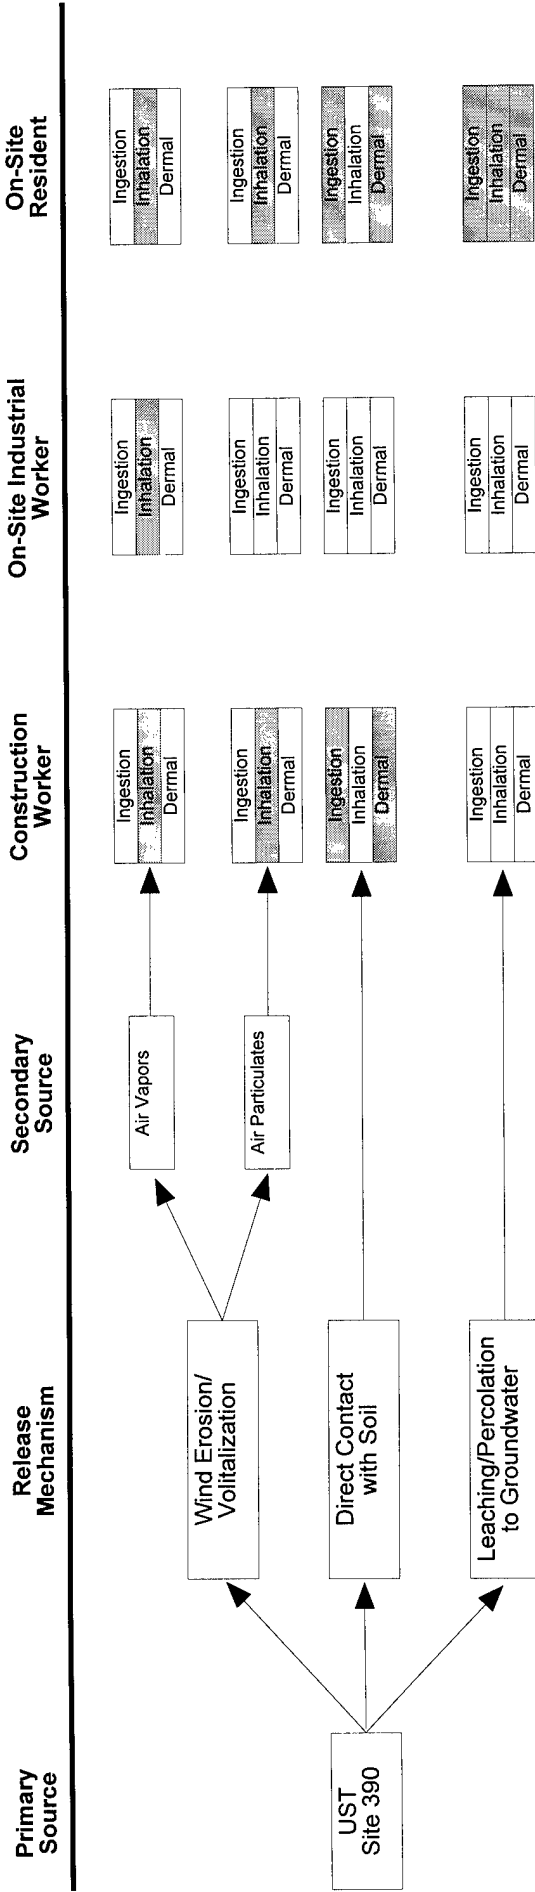 Primary
Source
Release
Mechanism
Secondary
Source
Construction
Worker
On-Site Industrial
Worker
On-Site
Resident
UST
Site 390
Wind Erosion/
Volitalization
Air Vapors
Ingestion
Inhalation
Dermal
Ingestion
Inhalation
Dermal
Ingestion
Inhalation
Dermal
Air Particulates
Ingestion
Inhalation
Dermal
Ingestion
Inhalation
Dermal
Ingestion
Inhalation
Dermal
Direct Contact
with Soil
Ingestion
Inhalation
Dermal
Ingestion
Inhalation
Dermal
Ingestion
Inhalation
Dermal
Leaching/Percolation
to Groundwater
Ingestion
Inhalation
Dermal
Ingestion
Inhalation
Dermal
Ingestion
Inhalation
Dermal